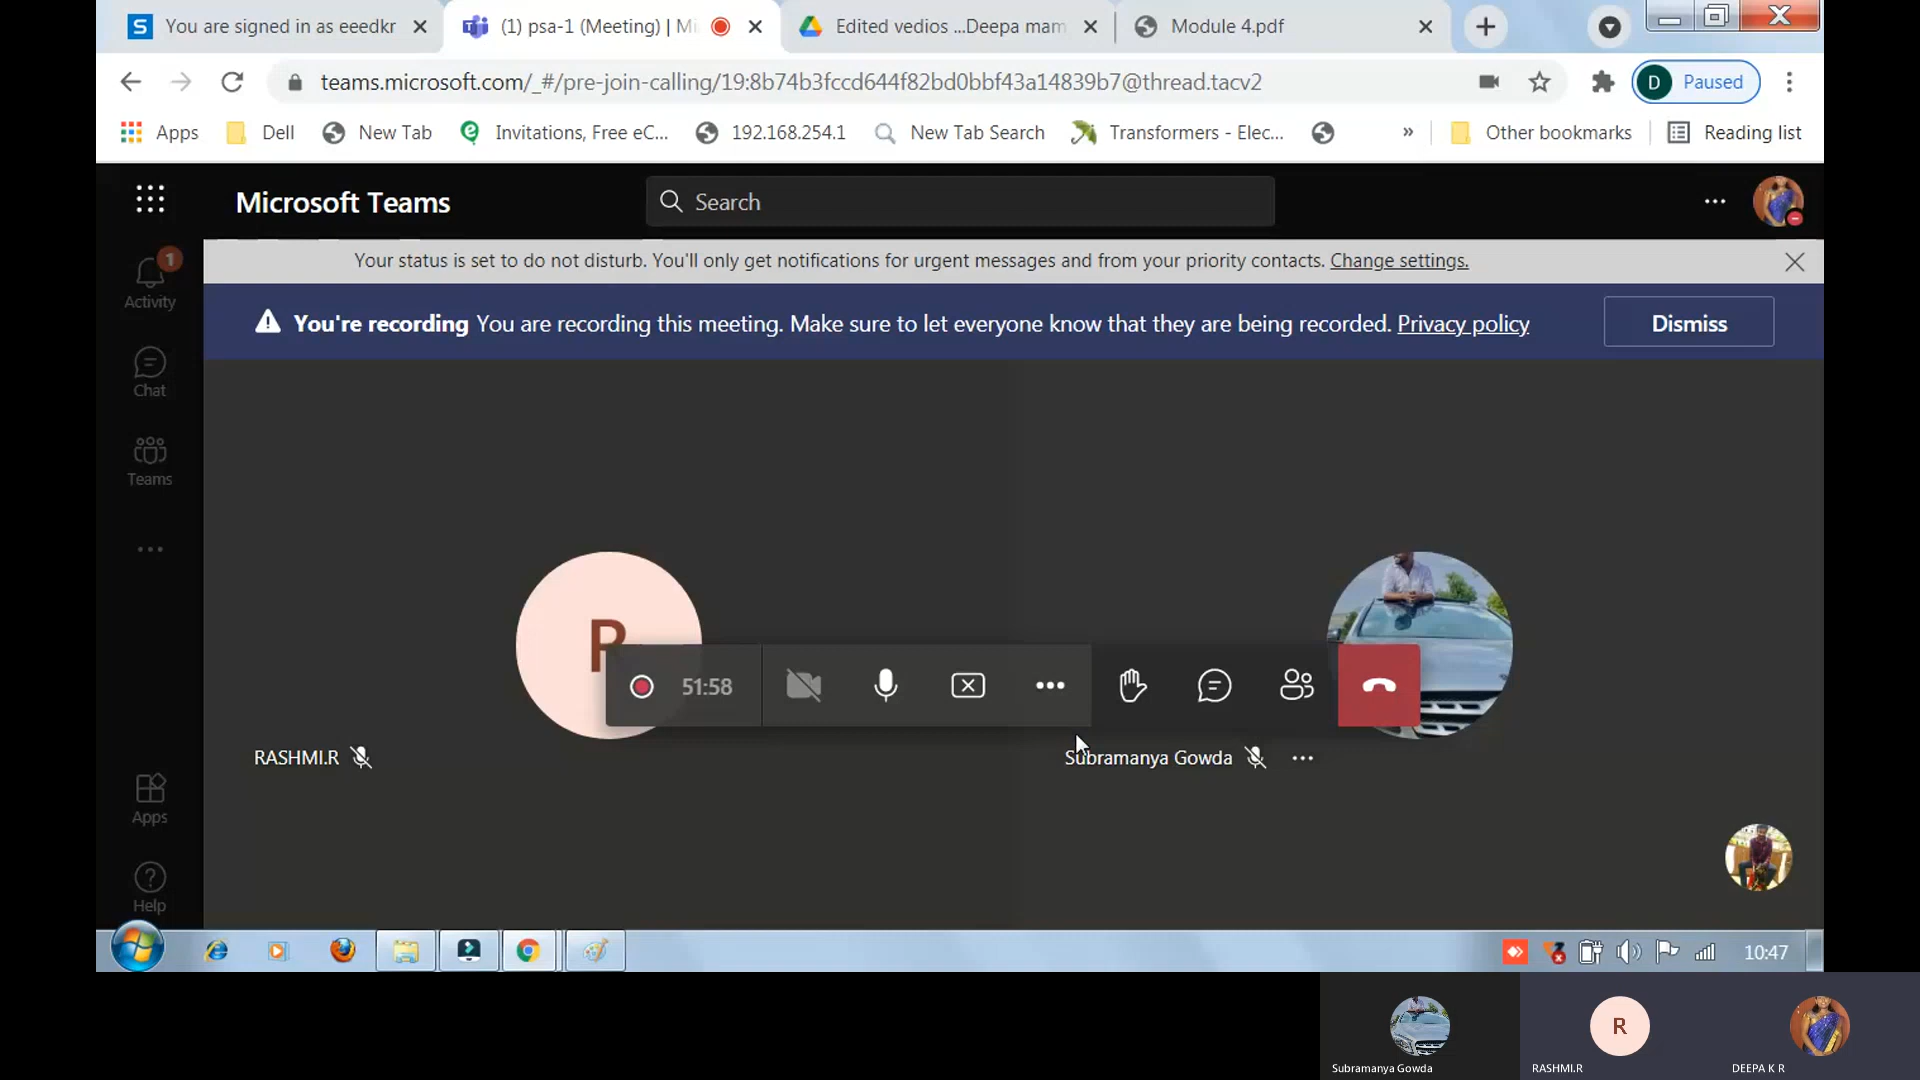 You are signed in as eeedkr
(1) psa-1 (Meeting) | Mi
Edited vedios ...Deepa mam
Module 4.pdf
teams.microsoft.com/_#/pre-join-calling/19:8b74b3fccd644f82bd0bbf43a14839b7@thread.tacv2
D Paused
Apps
Dell
New Tab
Invitations, Free eC...
192.168.254.1
New Tab Search
Transformers - Elec...
»
Other bookmarks
Reading list
Microsoft Teams
Search
Your status is set to do not disturb. You'll only get notifications for urgent messages and from your priority contacts. Change settings.
1
Activity
You're recording You are recording this meeting. Make sure to let everyone know that they are being recorded. Privacy policy
Dismiss
Chat
Teams
R
51:58
RASHMI.R
Subramanya Gowda
Apps
Help
10:47
R
Subramanya Gowda
RASHMI.R
DEEPA K R